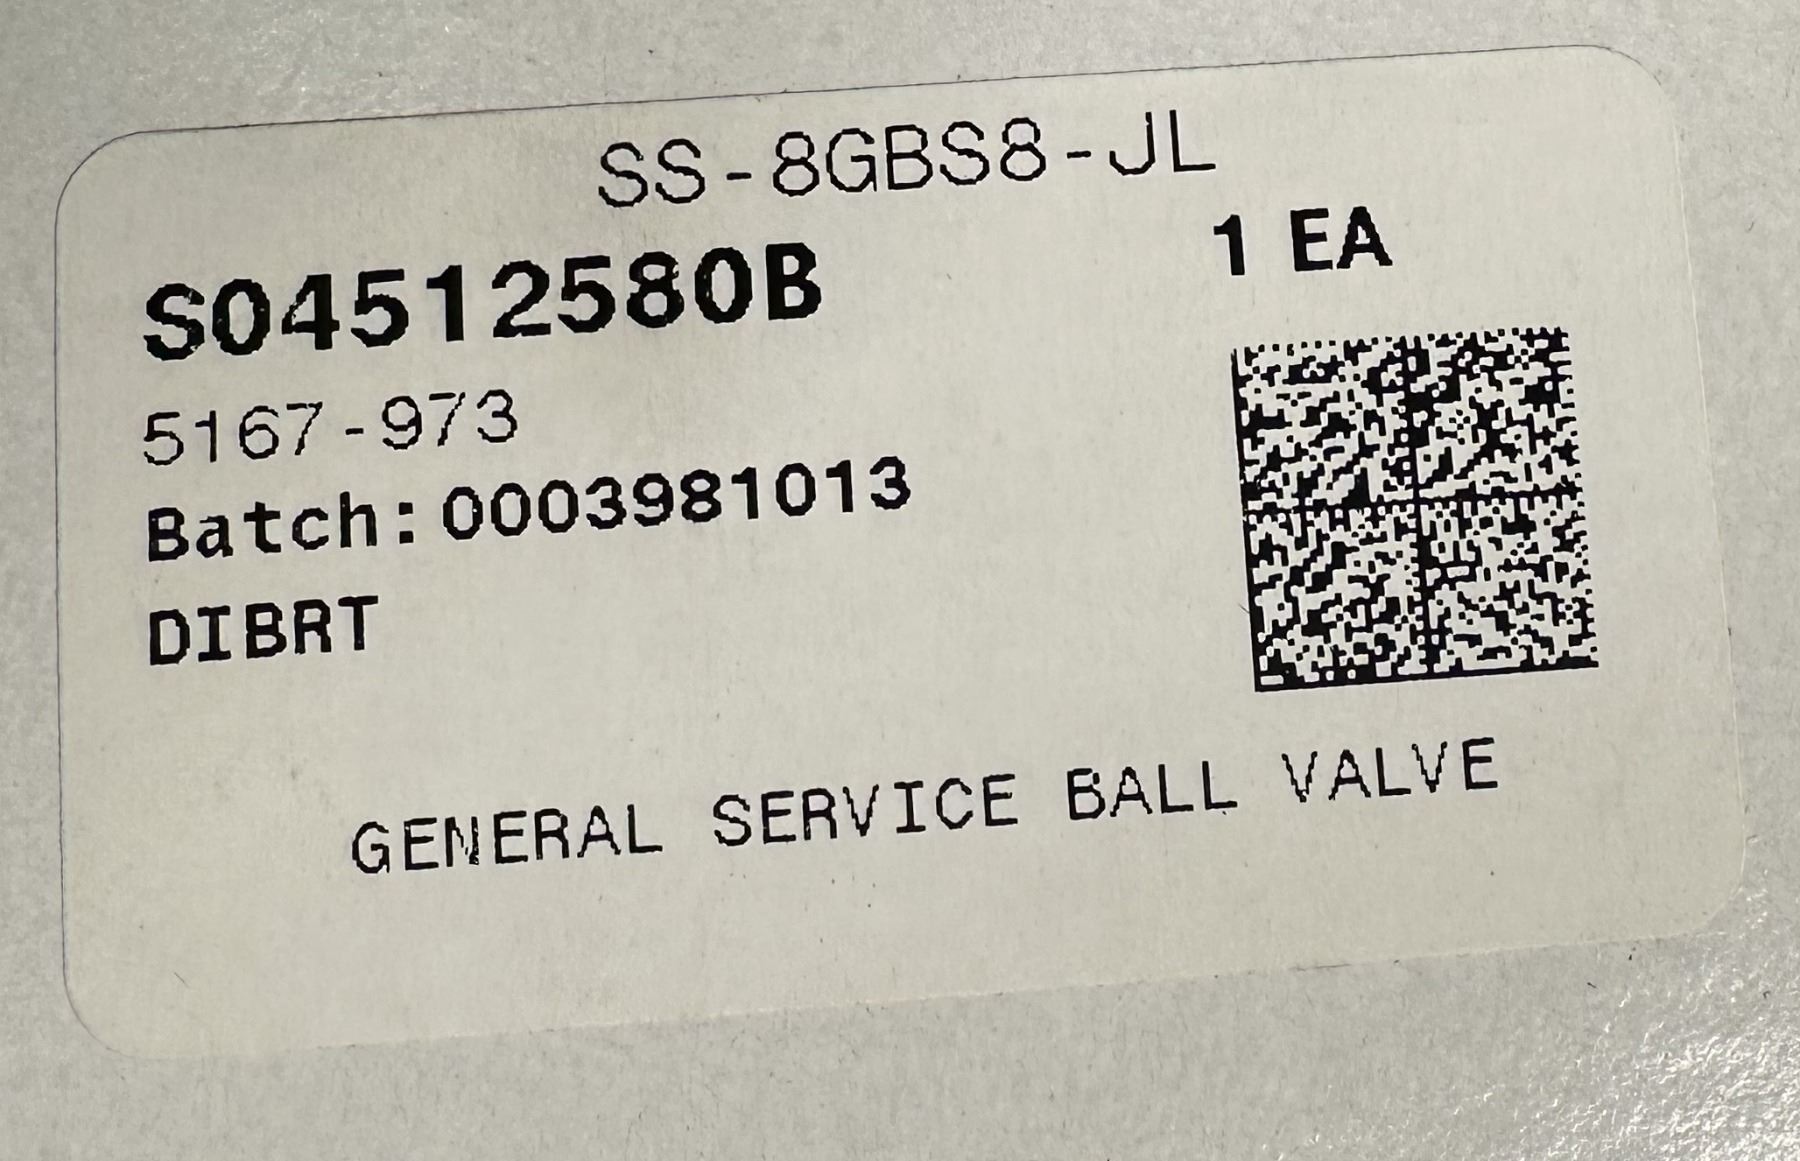 SS-8GBS8-JL
S04512580B
1 EA
5167-973
Batch:0003981013
DIBRT
GENERAL SERVICE BALL VALVE